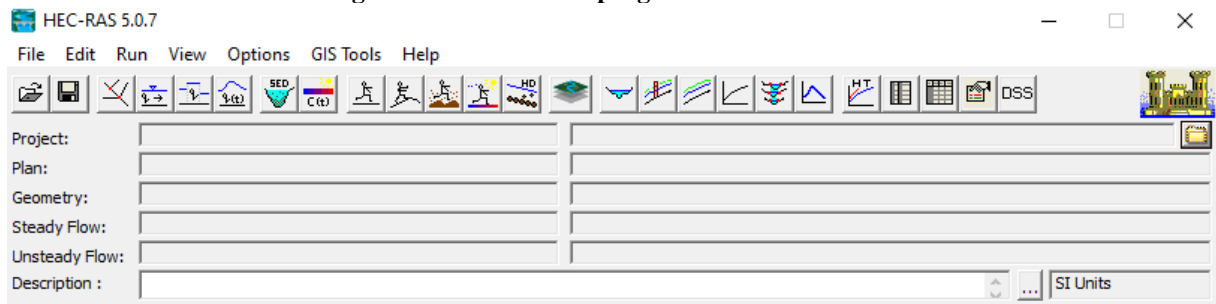 HEC-RAS 5.0.7
File Edit Run View Options GIS Tools Help
SED C(t) HD H.T. DSS
Project:
Plan:
Geometry:
Steady Flow:
Unsteady Flow:
Description :
... SI Units